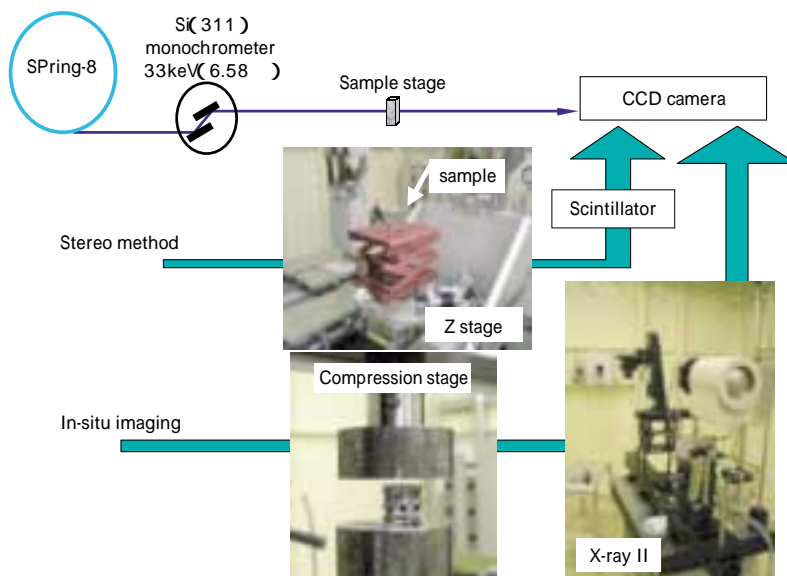 SPring-8
Si(311)
monochrometer
33keV(6.58 )
Sample stage
CCD camera
sample
Scintillator
Stereo method
Z stage
Compression stage
In-situ imaging
X-ray II